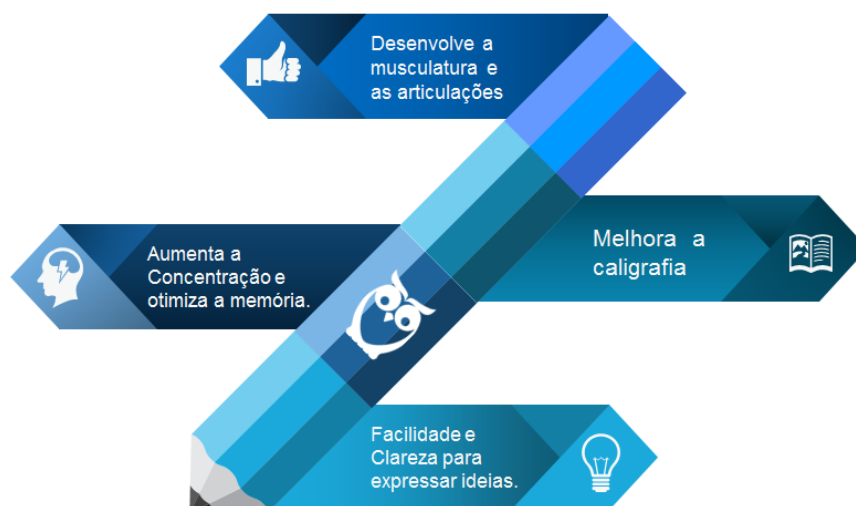 Desenvolve a
musculatura e
as articulações
Melhora a
caligrafia
Aumenta a
Concentração e
otimiza a memória.
Facilidade e
Clareza para
expressar ideias.